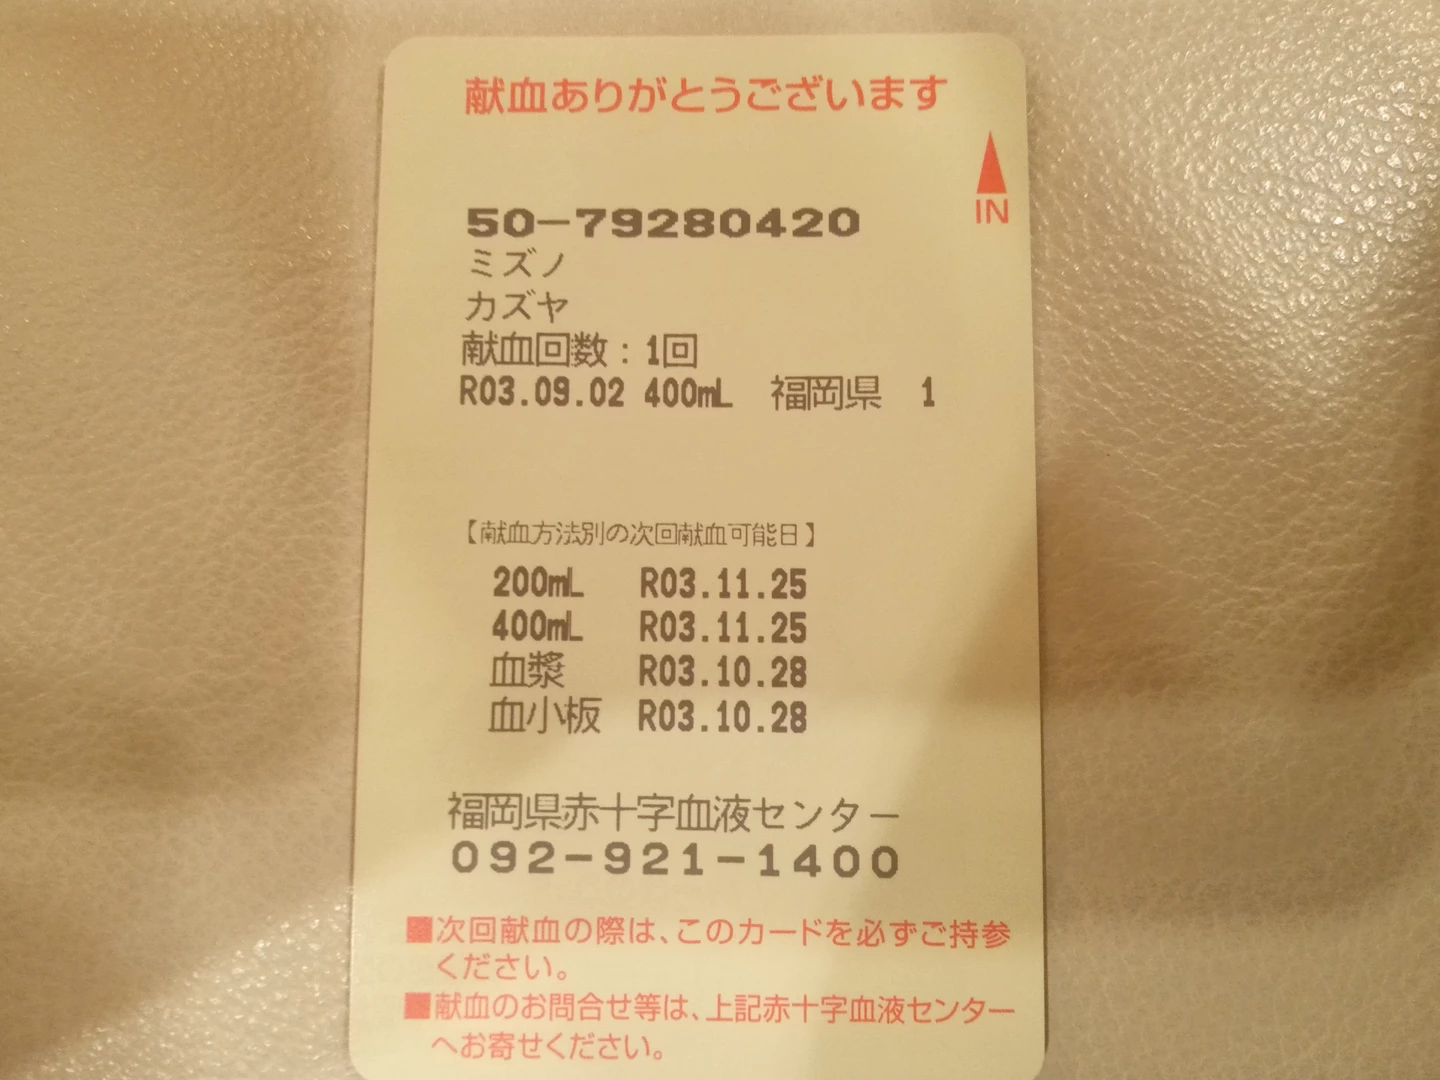 献血ありがとうございます
IN
50-79280420
ミズノ
カズヤ
献血回数:1回
R03.09.02 400mL 福岡県 1
【献血方法別の次回献血可能日】
200mL R03.11.25
400mL R03.11.25
血漿 R03.10.28
血小板 R03.10.28
福岡県赤十字血液センター
092-921-1400
■次回献血の際は、このカードを必ずご持参
ください。
■献血のお問合せ等は、上記赤十字血液センター
へお寄せください。